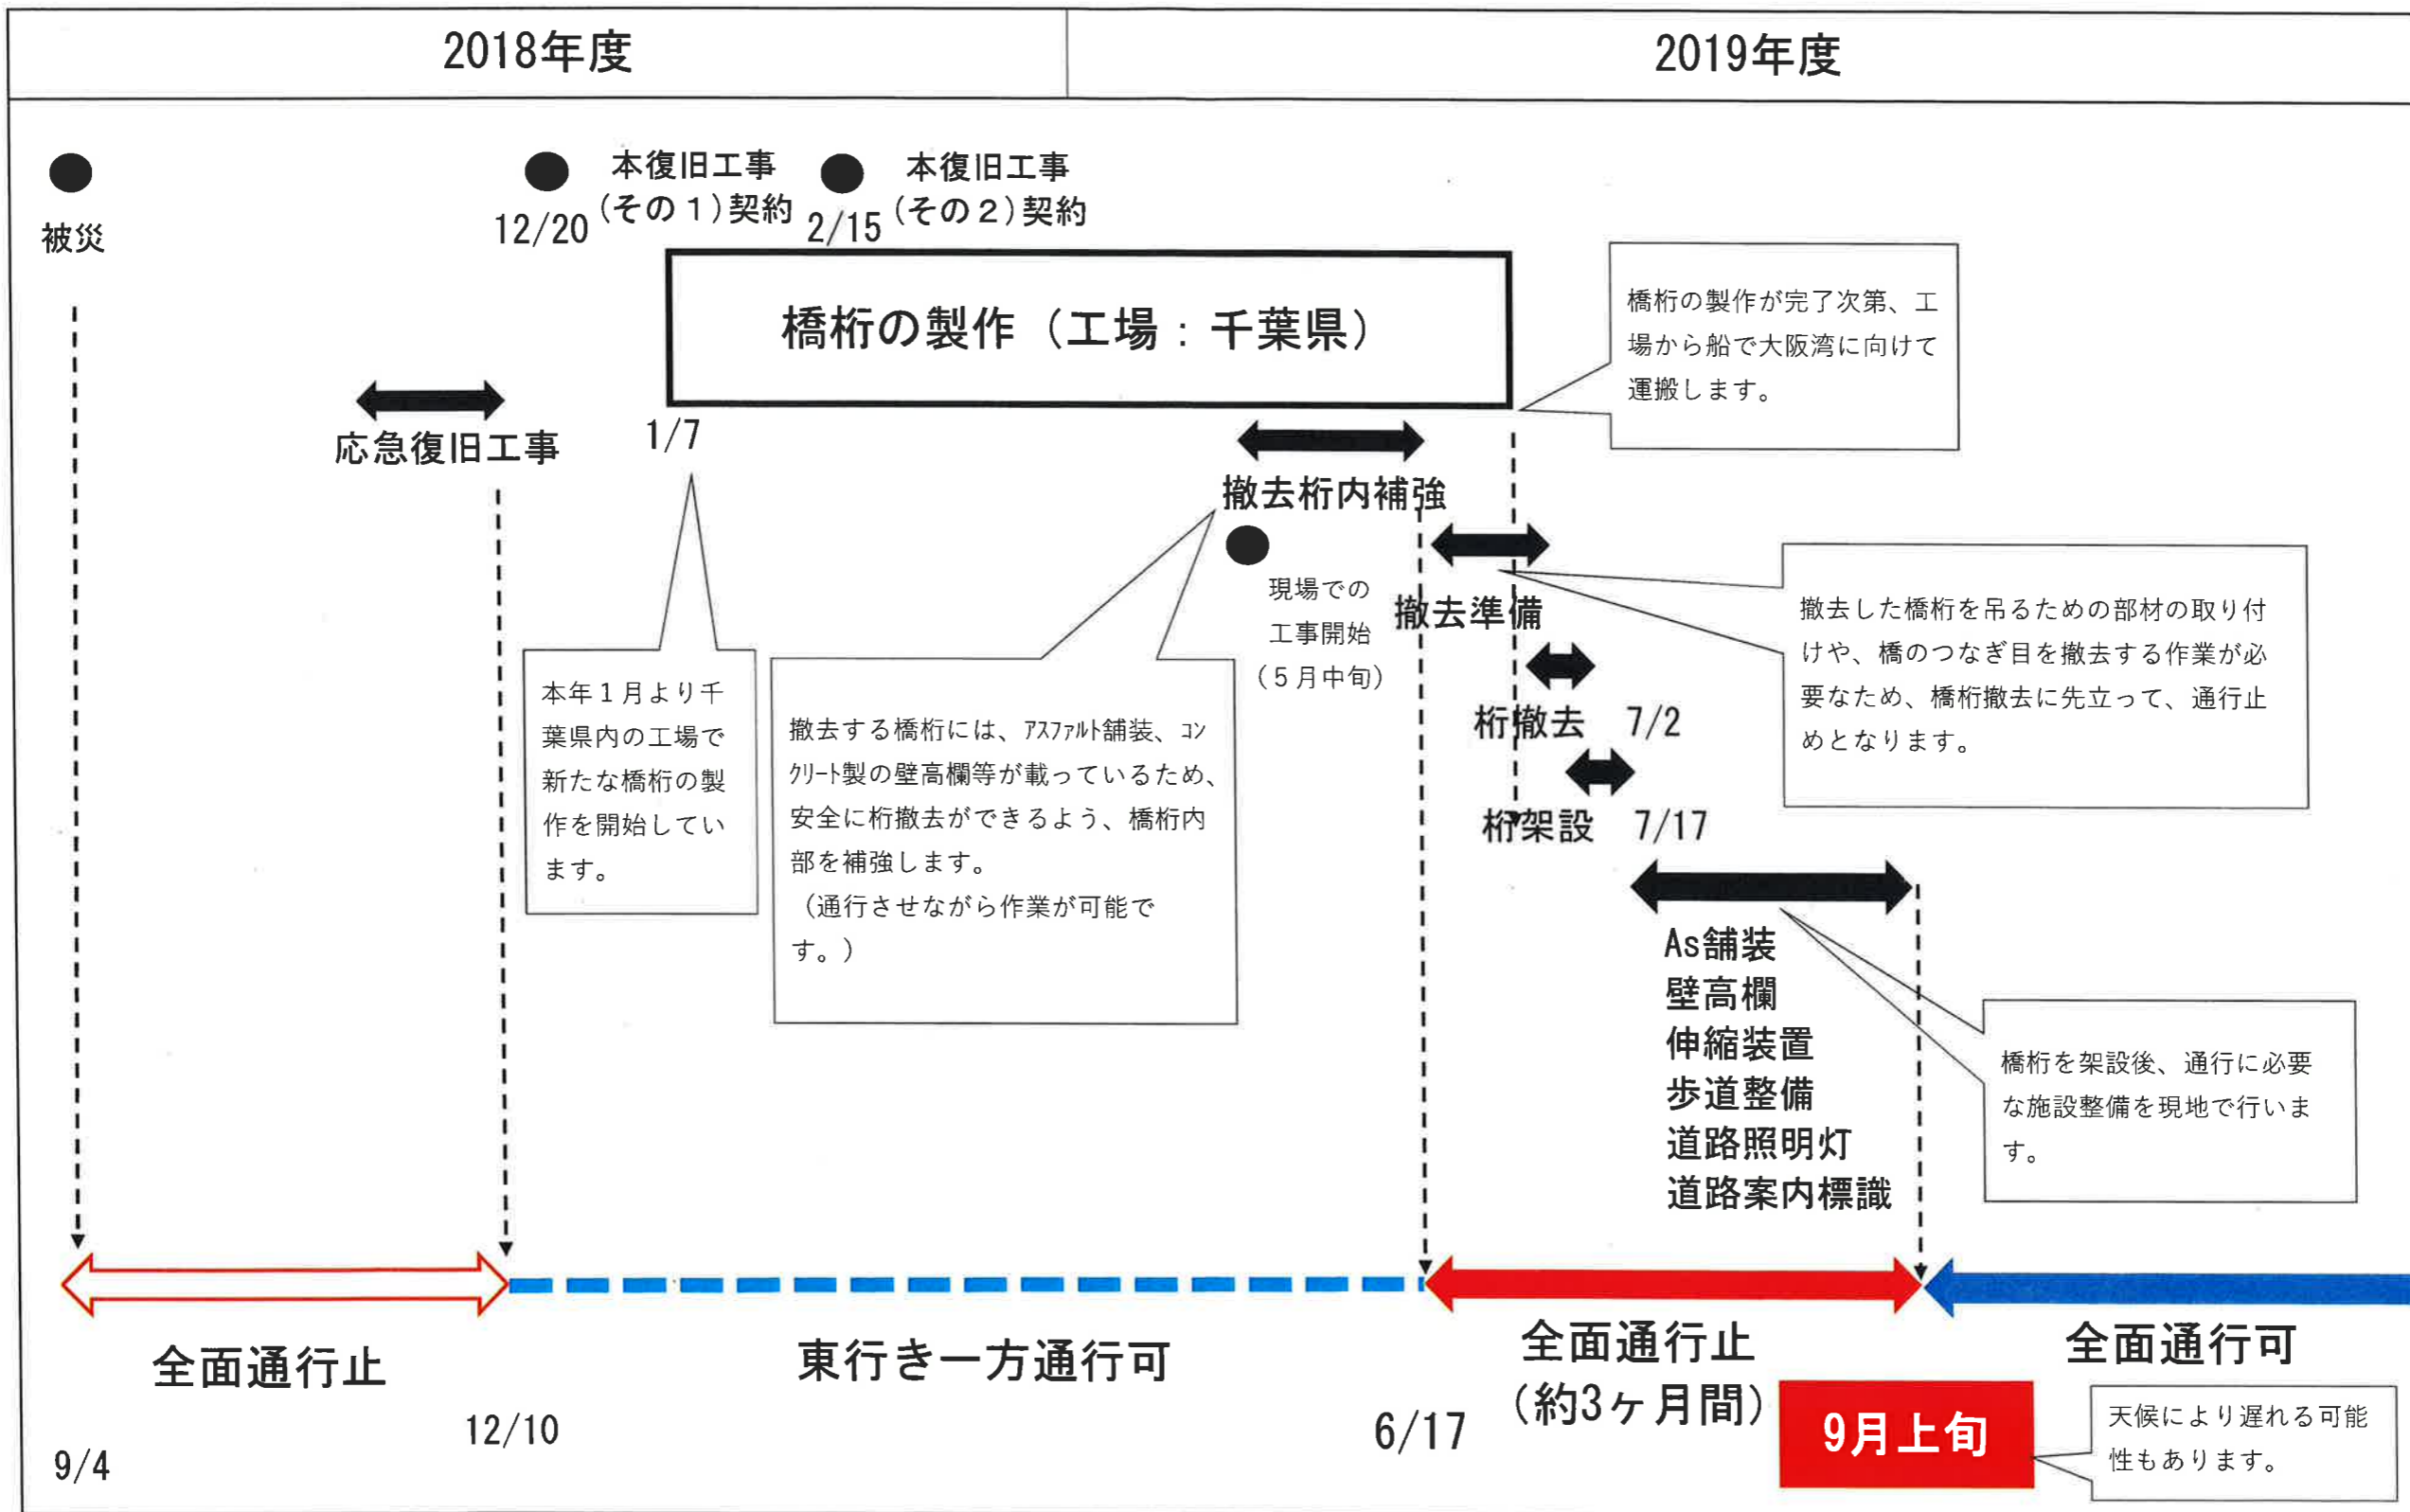 2018年度
2019年度
被災
12/20
本復旧工事
(その１)契約
2/15
本復旧工事
(その２)契約
橋桁の製作（工場：千葉県）
橋桁の製作が完了次第、工
場から船で大阪湾に向けて
運搬します。
応急復旧工事
1/7
撤去桁内補強
現場での
工事開始
（５月中旬）
撤去準備
撤去した橋桁を吊るための部材の取り付
けや、橋のつなぎ目を撤去する作業が必
要なため、橋桁撤去に先立って、通行止
めとなります。
本年１月より千
葉県内の工場で
新たな橋桁の製
作を開始してい
ます。
撤去する橋桁には、ｱｽﾌｧﾙﾄ舗装、ｺﾝ
ｸﾘｰﾄ製の壁高欄等が載っているため、
安全に桁撤去ができるよう、橋桁内
部を補強します。
（通行させながら作業が可能で
す。）
桁撤去 7/2
桁架設 7/17
As舗装
壁高欄
伸縮装置
歩道整備
道路照明灯
道路案内標識
橋桁を架設後、通行に必要
な施設整備を現地で行いま
す。
全面通行止
東行き一方通行可
全面通行止
（約3ヶ月間）
全面通行可
9/4
12/10
6/17
9月上旬
天候により遅れる可能
性もあります。